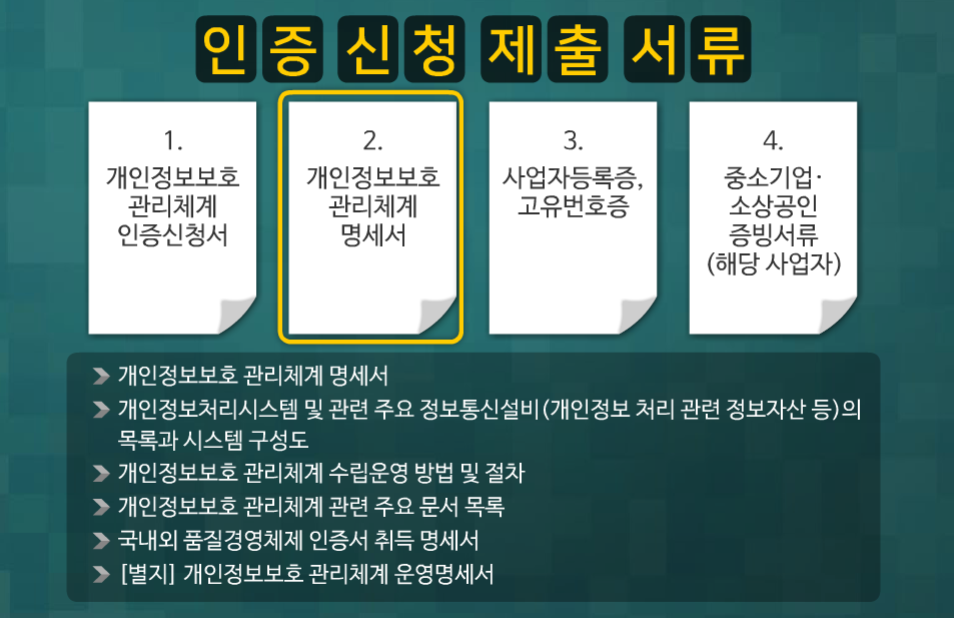 인증 신청 제출 서류
1.
개인정보보호
관리체계
인증신청서
2.
개인정보보호
관리체계
명세서
3.
사업자등록증,
고유번호증
4.
중소기업·
소상공인
증빙서류
(해당 사업자)
개인정보보호 관리체계 명세서
개인정보처리시스템 및 관련 주요 정보통신설비(개인정보 처리 관련 정보자산 등)의
목록과 시스템 구성도
개인정보보호 관리체계 수립운영 방법 및 절차
개인정보보호 관리체계 관련 주요 문서 목록
국내외 품질경영체제 인증서 취득 명세서
[별지] 개인정보보호 관리체계 운영명세서